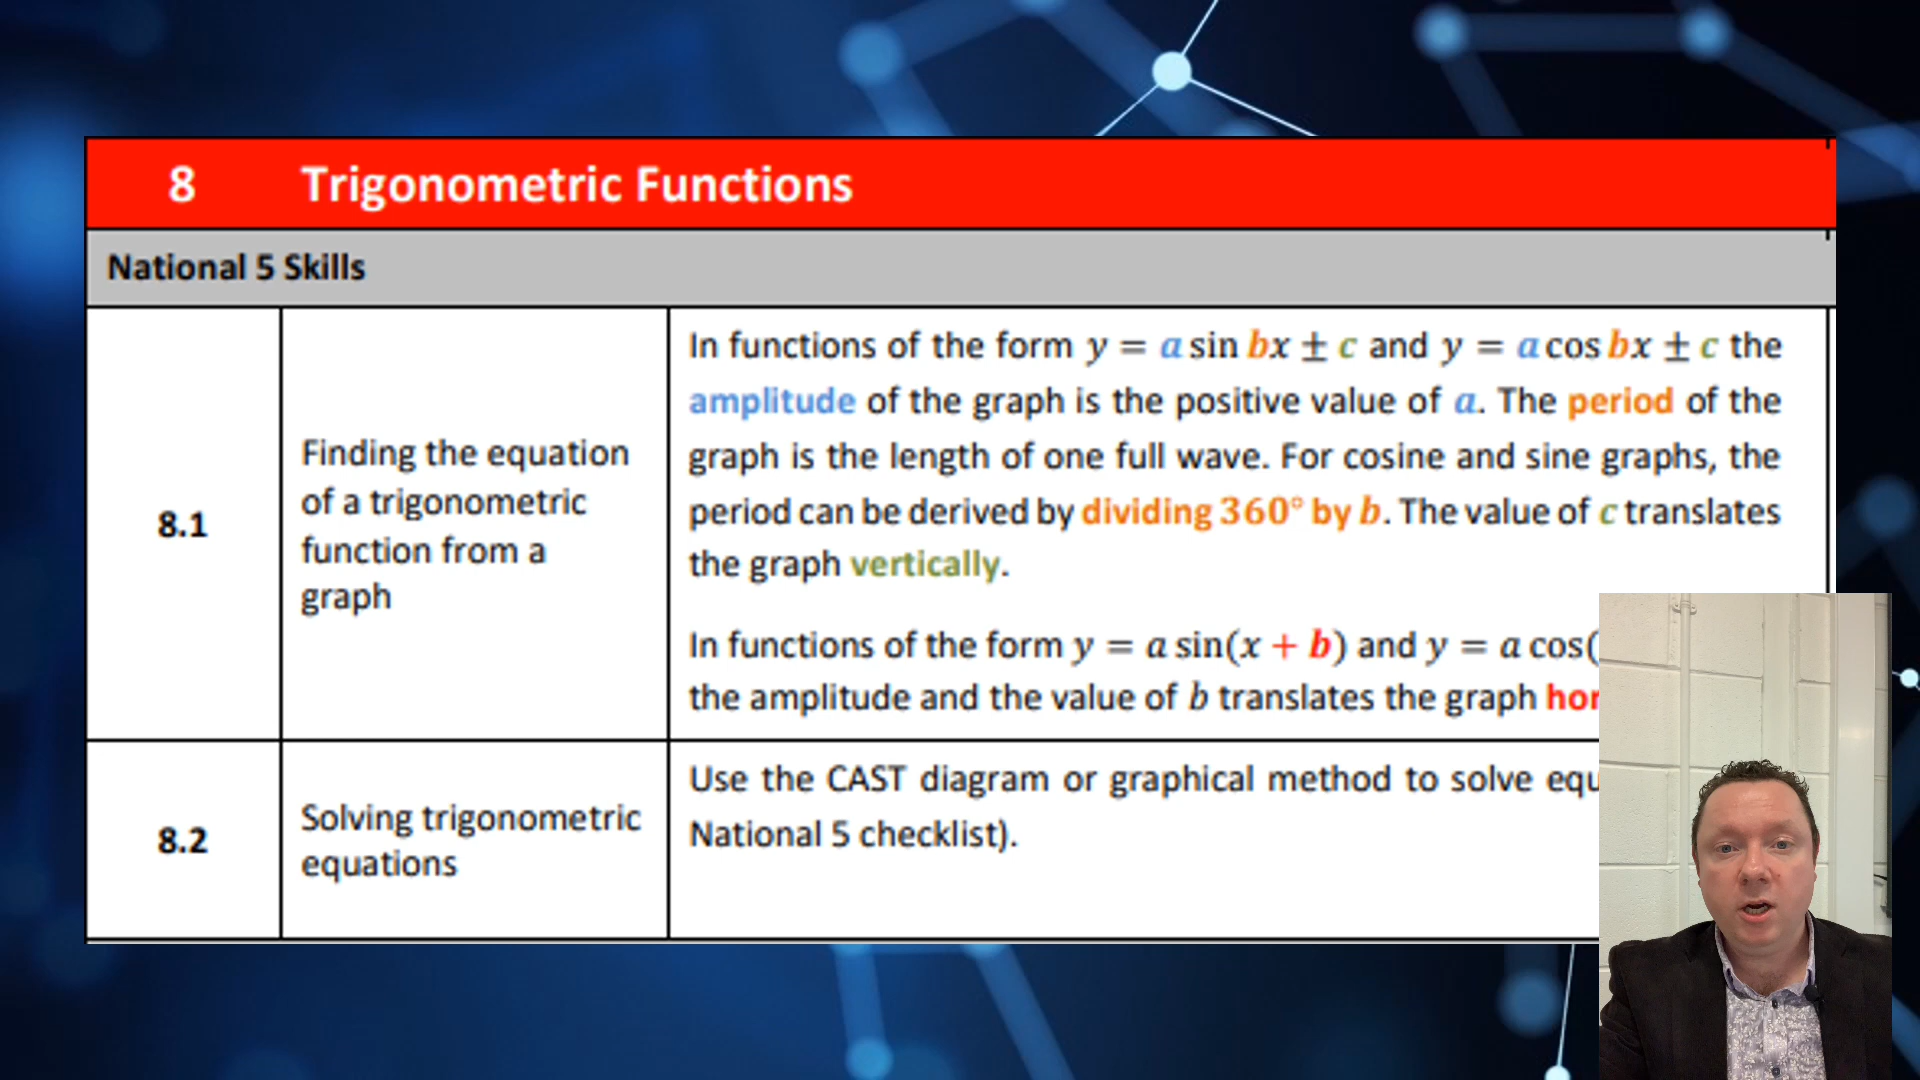 8 Trigonometric Functions
National 5 Skills
8.1
Finding the equation
of a trigonometric
function from a
graph
In functions of the form y = a sin bx ± c and y = a cos bx ± c the
amplitude of the graph is the positive value of a. The period of the
graph is the length of one full wave. For cosine and sine graphs, the
period can be derived by dividing 360° by b. The value of c translates
the graph vertically.
In functions of the form y = a sin(x + b) and y = a cos(
the amplitude and the value of b translates the graph
8.2
Solving trigonometric
equations
Use the CAST diagram or graphical method to solve
National 5 checklist).